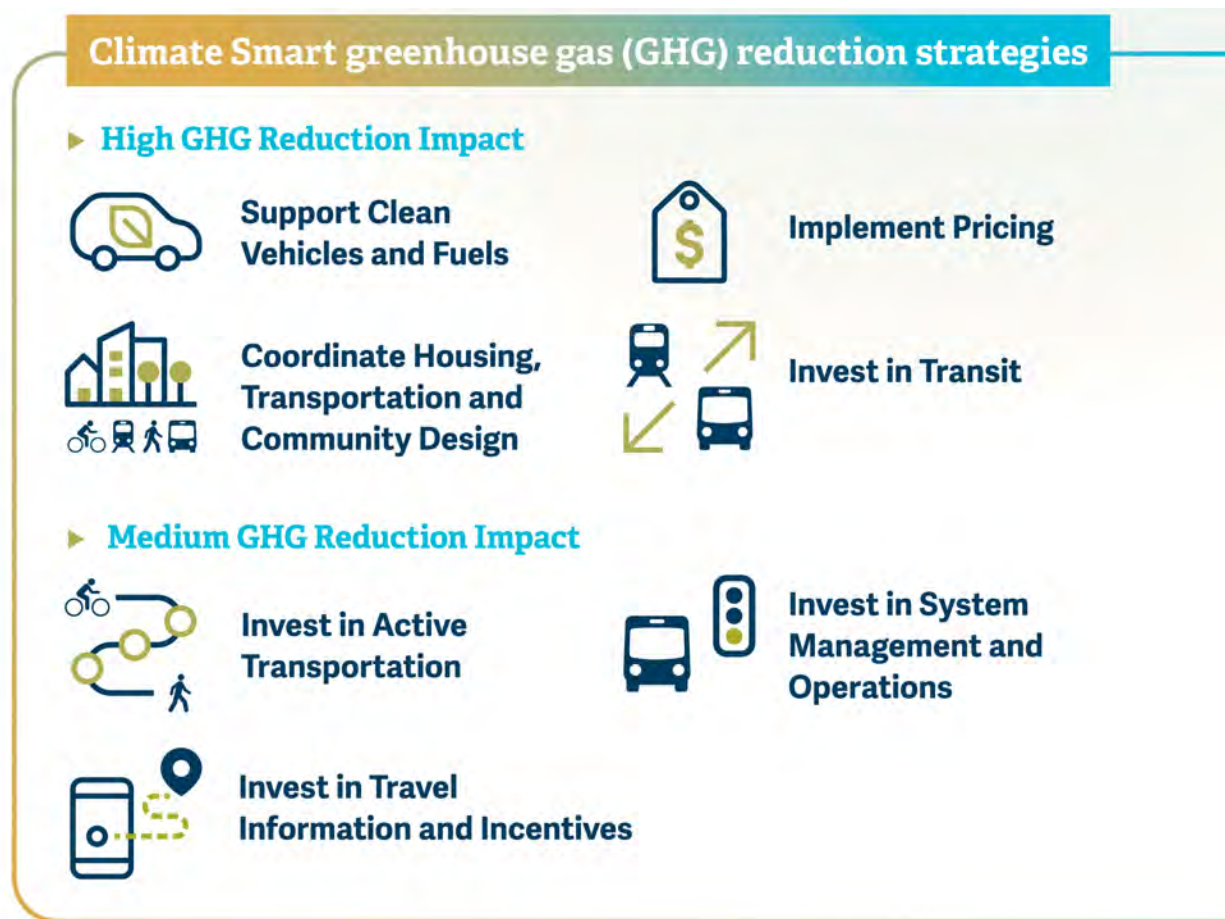 Climate Smart greenhouse gas (GHG) reduction strategies
High GHG Reduction Impact
Support Clean
Vehicles and Fuels
$
Implement Pricing
Coordinate Housing,
Transportation and
Community Design
Invest in Transit
Medium GHG Reduction Impact
Invest in Active
Transportation
Invest in System
Management and
Operations
Invest in Travel
Information and Incentives